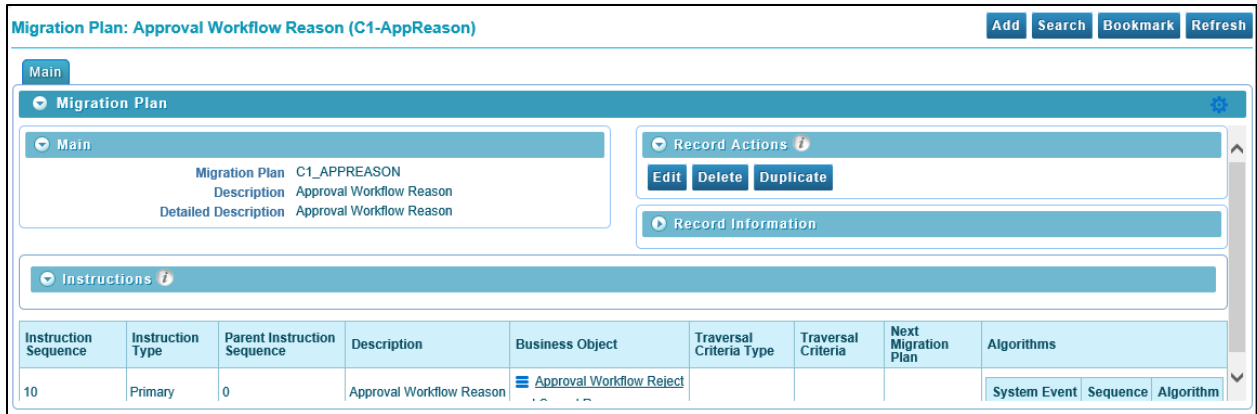 Migration Plan: Approval Workflow Reason (C1-AppReason)
Add Search Bookmark Refresh
Main
Migration Plan
Main
Migration Plan C1_APPREASON
Description Approval Workflow Reason
Detailed Description Approval Workflow Reason
Record Actions i
Edit Delete Duplicate
Record Information
Instructions i
Instruction Sequence Instruction Type Parent Instruction Sequence Description Business Object Traversal Criteria Type Traversal Criteria Next Migration Plan Algorithms
10 Primary 0 Approval Workflow Reason Approval Workflow Reject System Event Sequence Algorithm